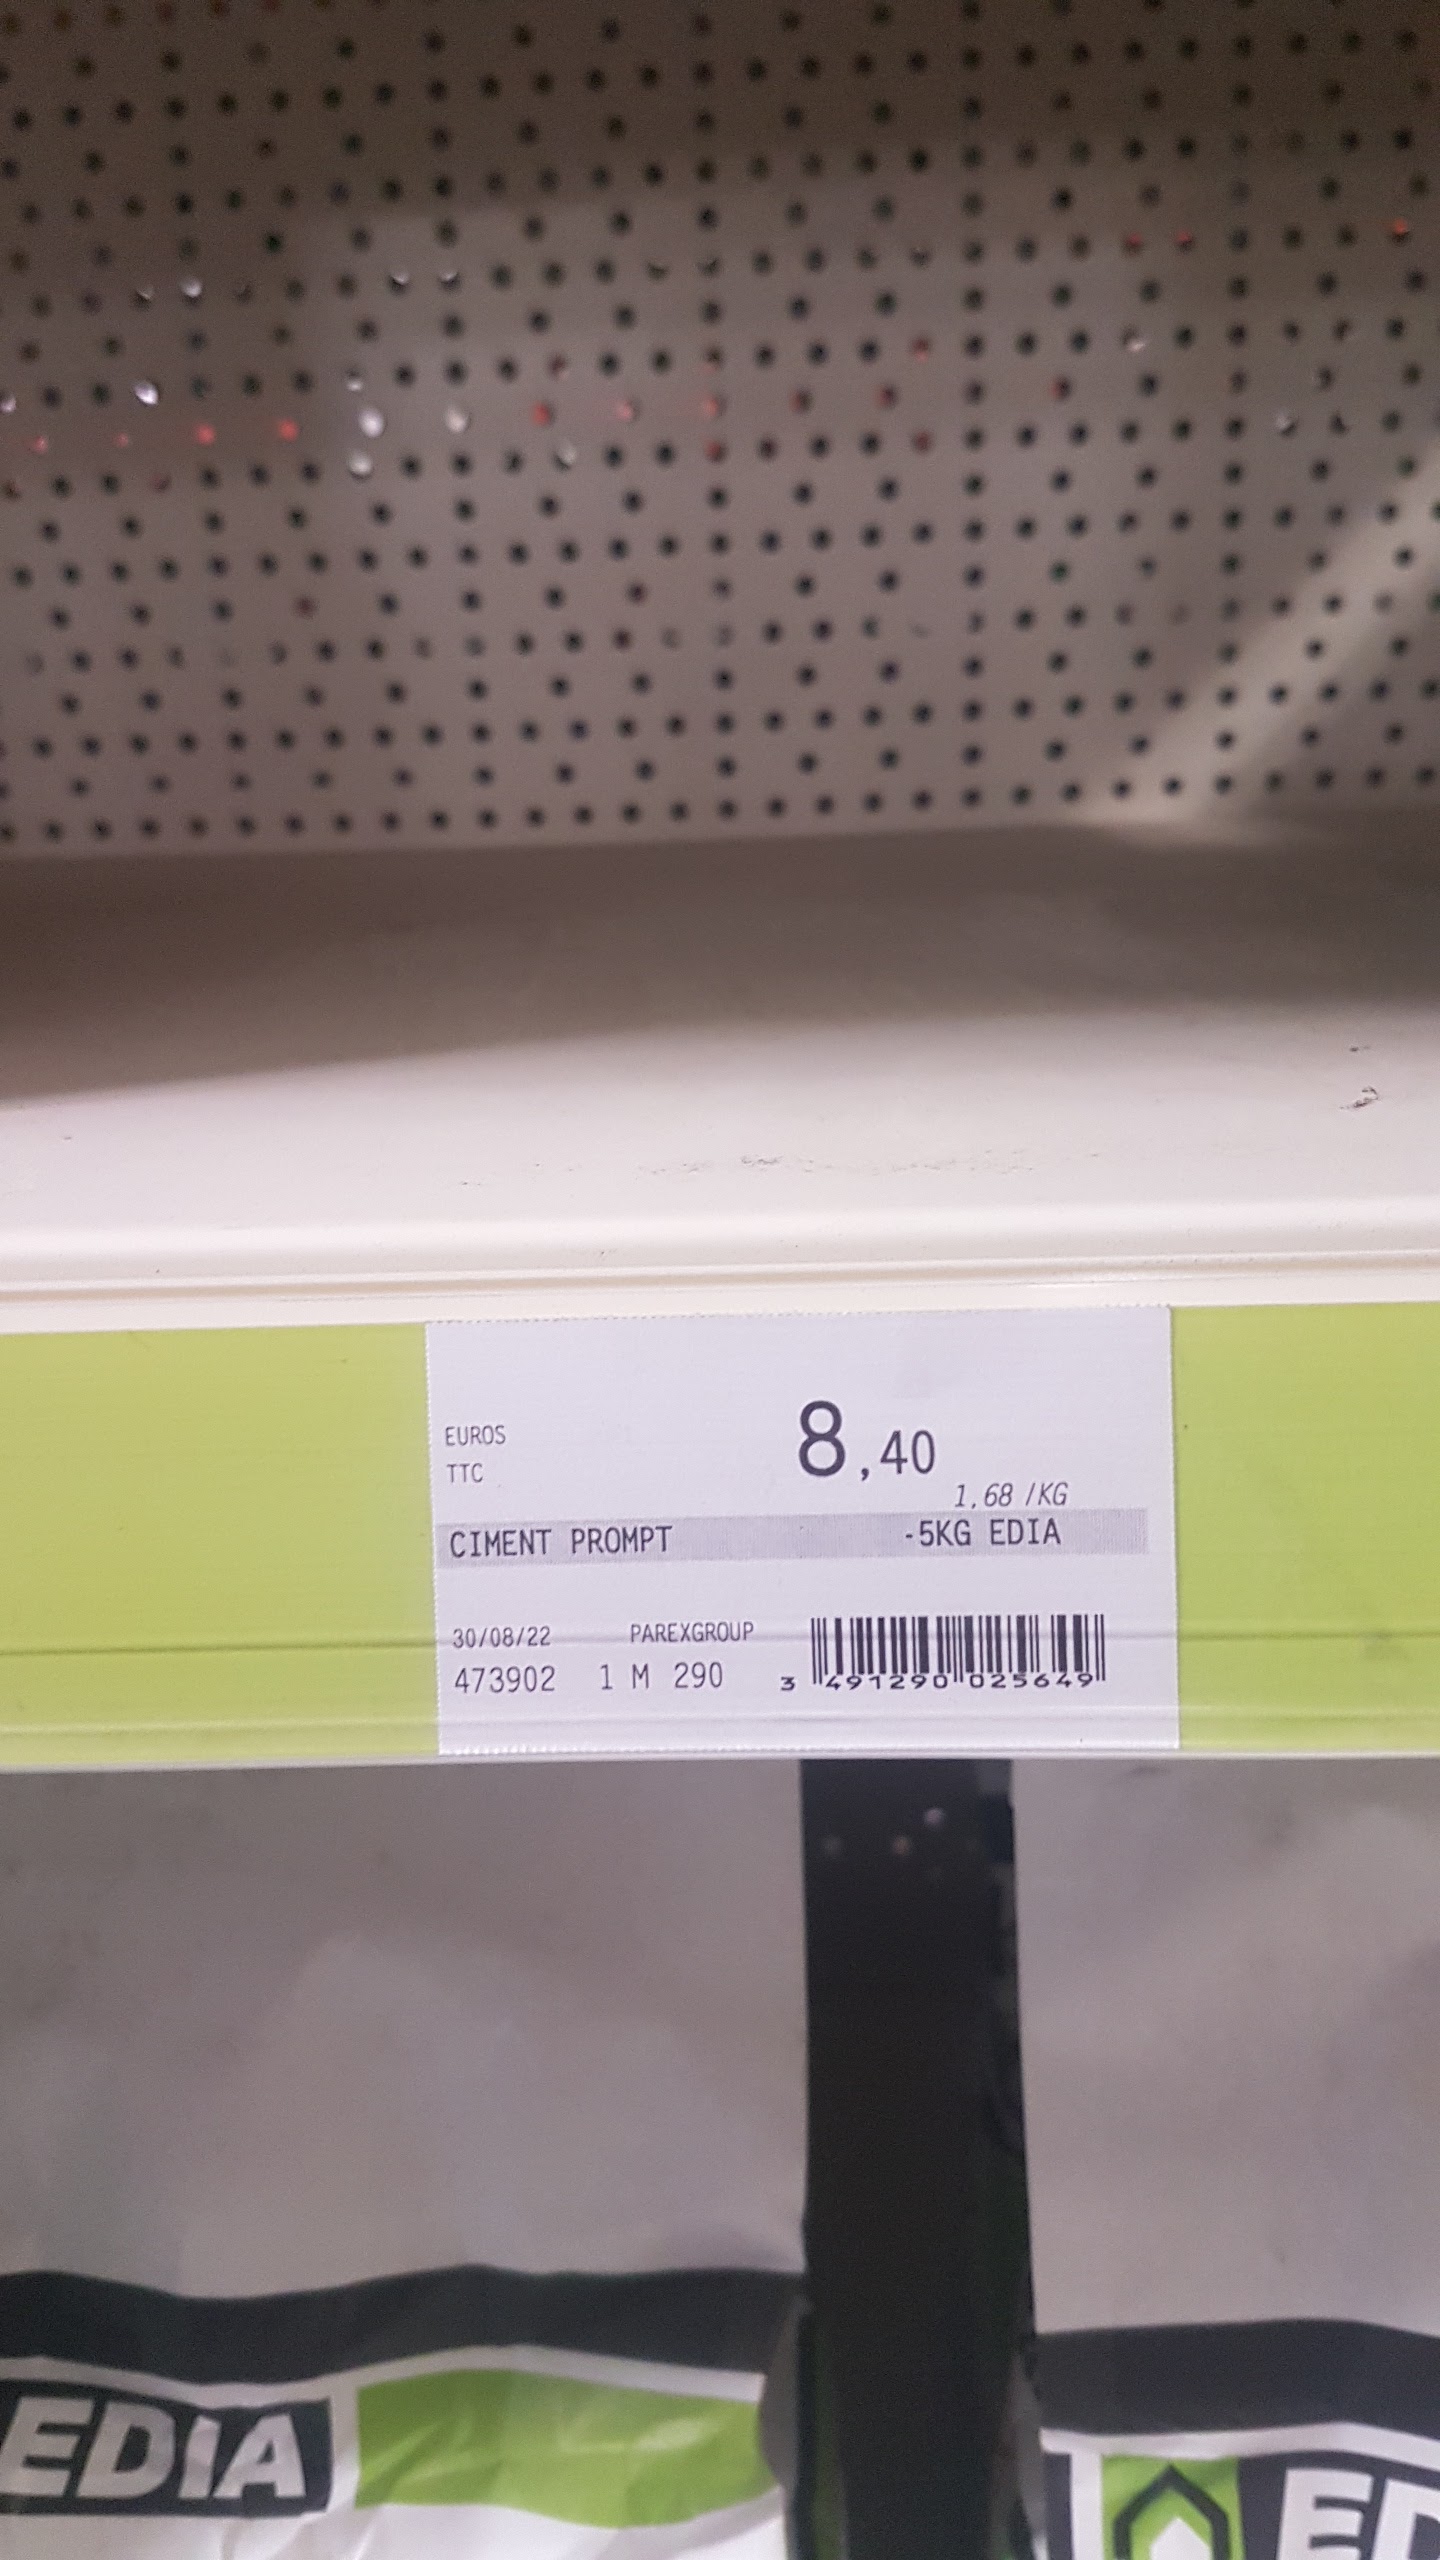 EUROS
TTC
8,40
1,68 /KG
CIMENT PROMPT -5KG EDIA
30/08/22 PAREXGROUP
473902 1 M 290
3 491290 025649
EDIA
ED